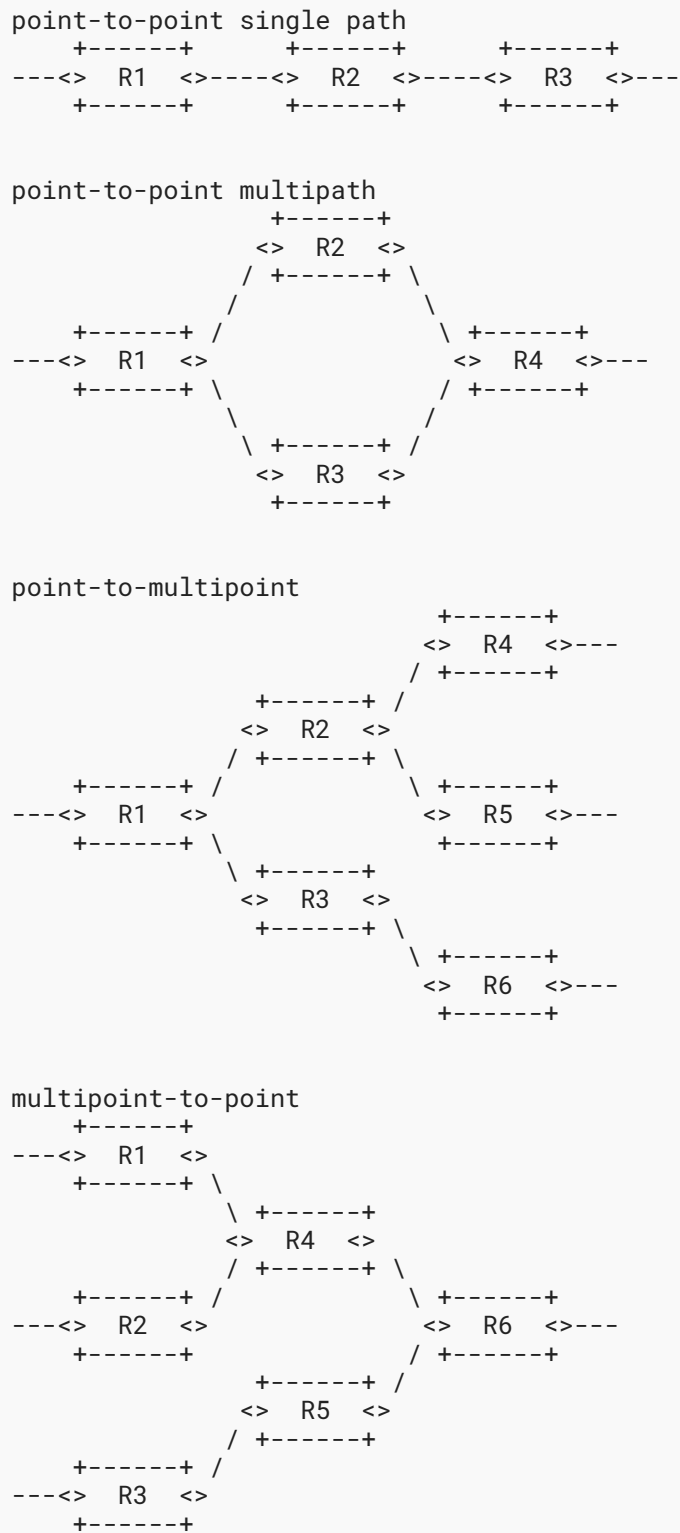 point-to-point single path
    +------+      +------+      +------+
---<>  R1  <>----<>  R2  <>----<>  R3  <>---
    +------+      +------+      +------+

point-to-point multipath
                 +------+
                <>  R2  <>
               / +------+ \
              /            \
    +------+ /              \ +------+
---<>  R1  <>                <>  R4  <>---
    +------+ \              / +------+
              \            /
               \ +------+ /
                <>  R3  <>
                 +------+

point-to-multipoint
                            +------+
                           <>  R4  <>---
                          / +------+
                +------+ /
               <>  R2  <>
              / +------+ \
    +------+ /            \ +------+
---<>  R1  <>              <>  R5  <>---
    +------+ \              +------+
              \ +------+
               <>  R3  <>
                +------+ \
                          \ +------+
                           <>  R6  <>---
                            +------+

multipoint-to-point
    +------+
---<>  R1  <>
    +------+ \
              \ +------+
              <>  R4  <>
              / +------+ \
    +------+ /            \ +------+
---<>  R2  <>              <>  R6  <>---
    +------+              / +------+
                +------+ /
               <>  R5  <>
              / +------+
    +------+ /
---<>  R3  <>
    +------+